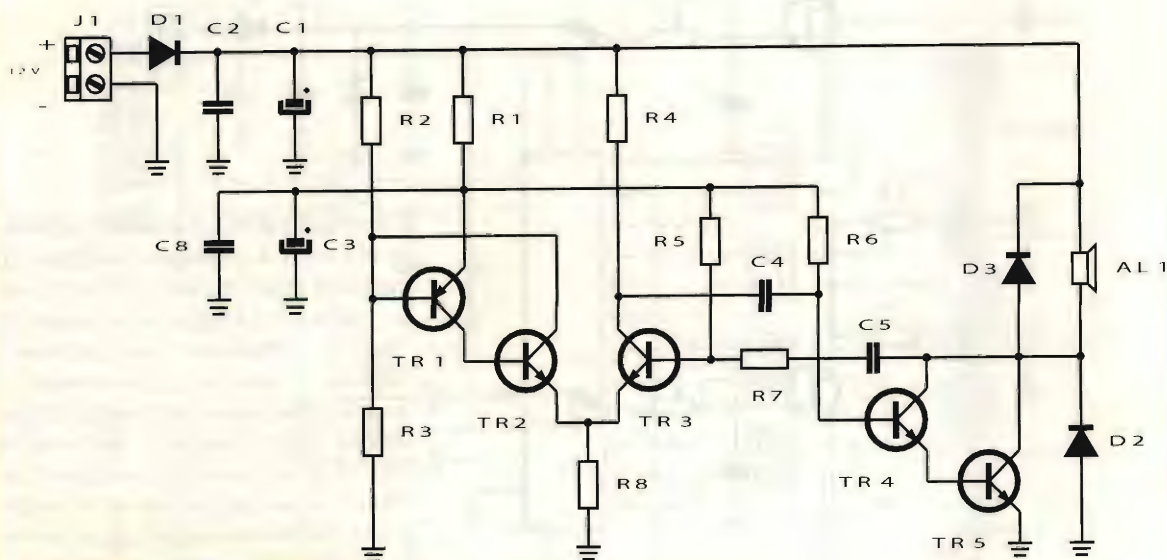 J1 D1 C2 C1
+
12V
-
R2 R1 R4
C8 C3 R5 R6
C4
D3 AL1
C5
TR1
R7
R3 TR2 TR3
D2
R8 TR4
TR5